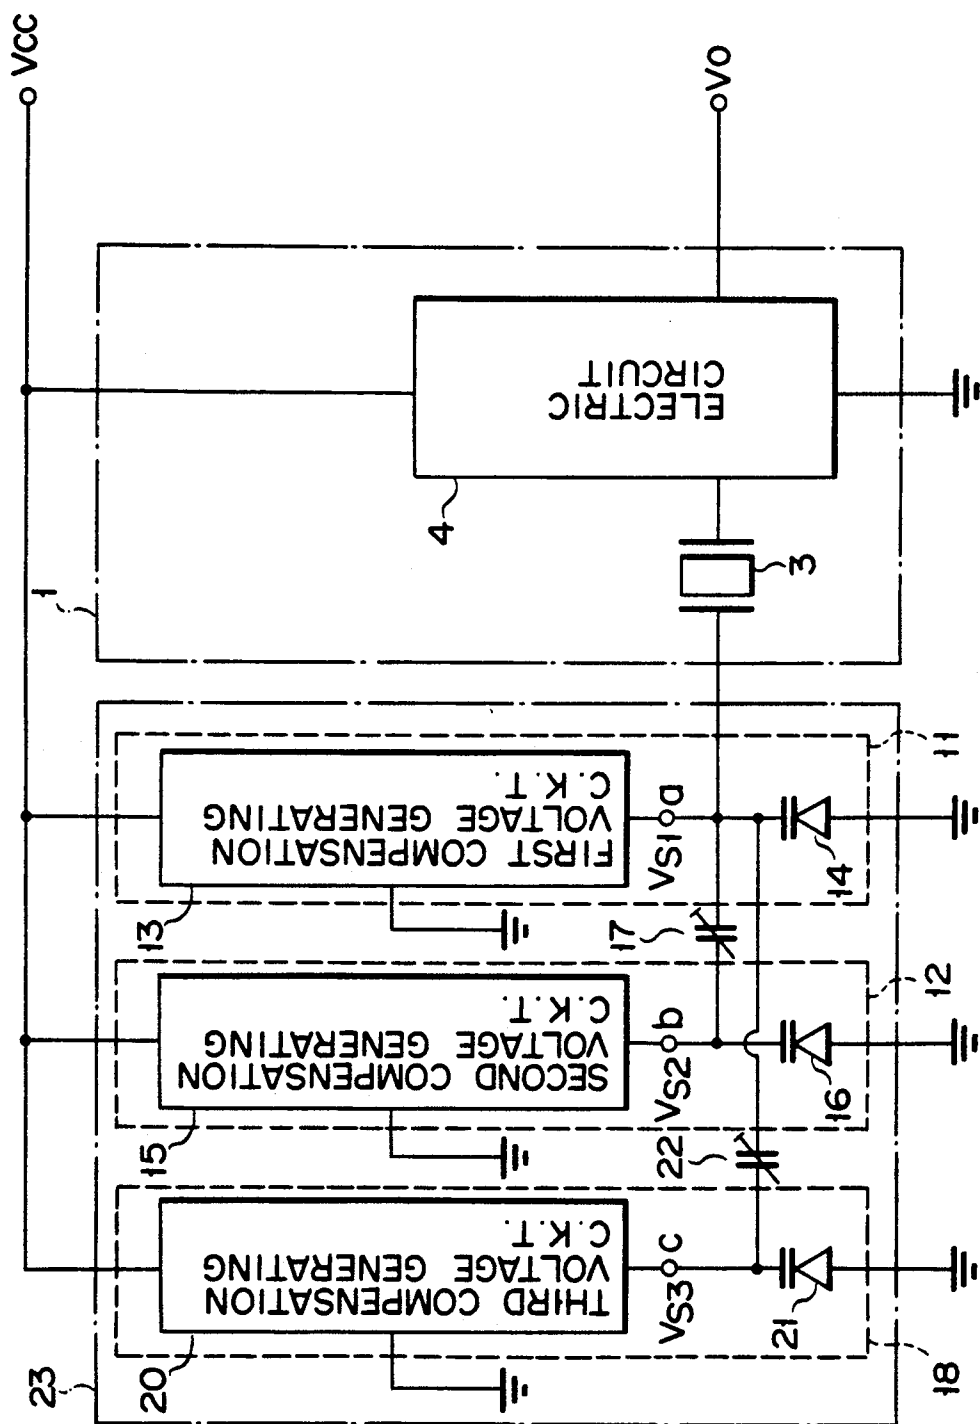 VCC
VO
ELECTRIC
CIRCUIT
4
3
1
FIRST COMPENSATION
VOLTAGE GENERATING
C.K.T.
13
VS1
a
14
11
17
SECOND COMPENSATION
VOLTAGE GENERATING
C.K.T.
15
VS2
b
16
12
22
THIRD COMPENSATION
VOLTAGE GENERATING
C.K.T.
20
VS3
c
21
18
23